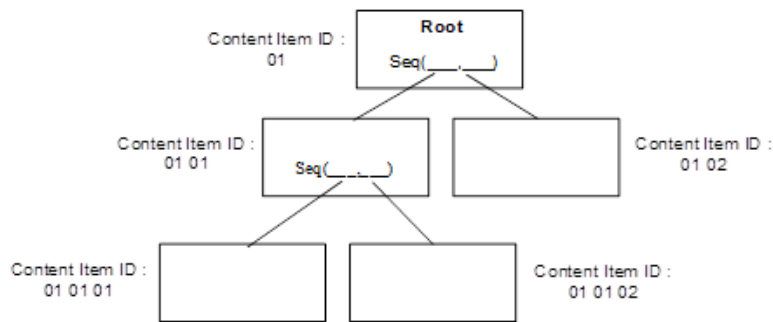 Root
Content Item ID :
01
Seq(___,___)
Content Item ID :
01 01
Seq(___,___)
Content Item ID :
01 02
Content Item ID :
01 01 01
Content Item ID :
01 01 02